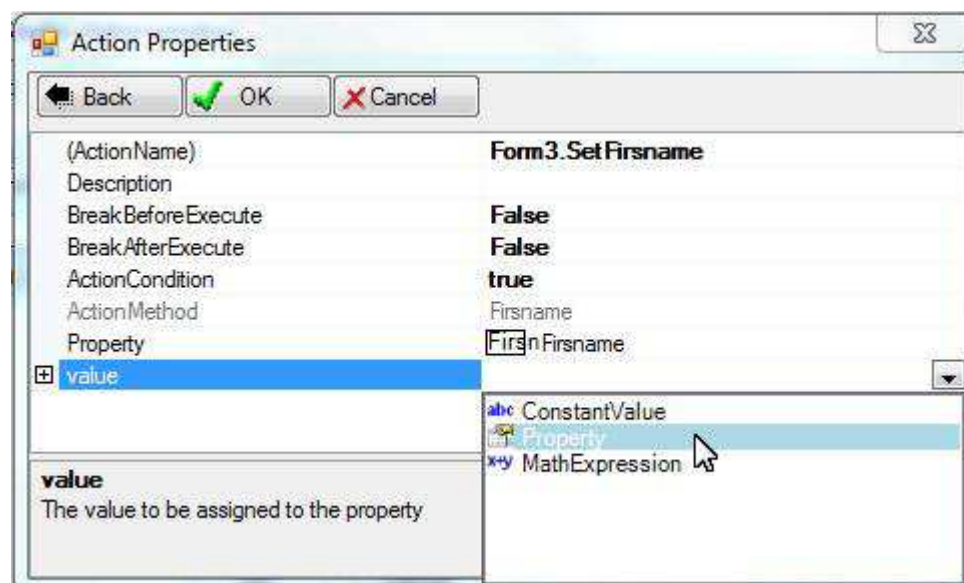 Action Properties
Back OK Cancel
(ActionName) Form3.SetFirsname
Description
BreakBeforeExecute False
BreakAfterExecute False
ActionCondition true
ActionMethod Firsname
Property Firsn Firsname
value
abc ConstantValue
Property
x+y MathExpression
value
The value to be assigned to the property